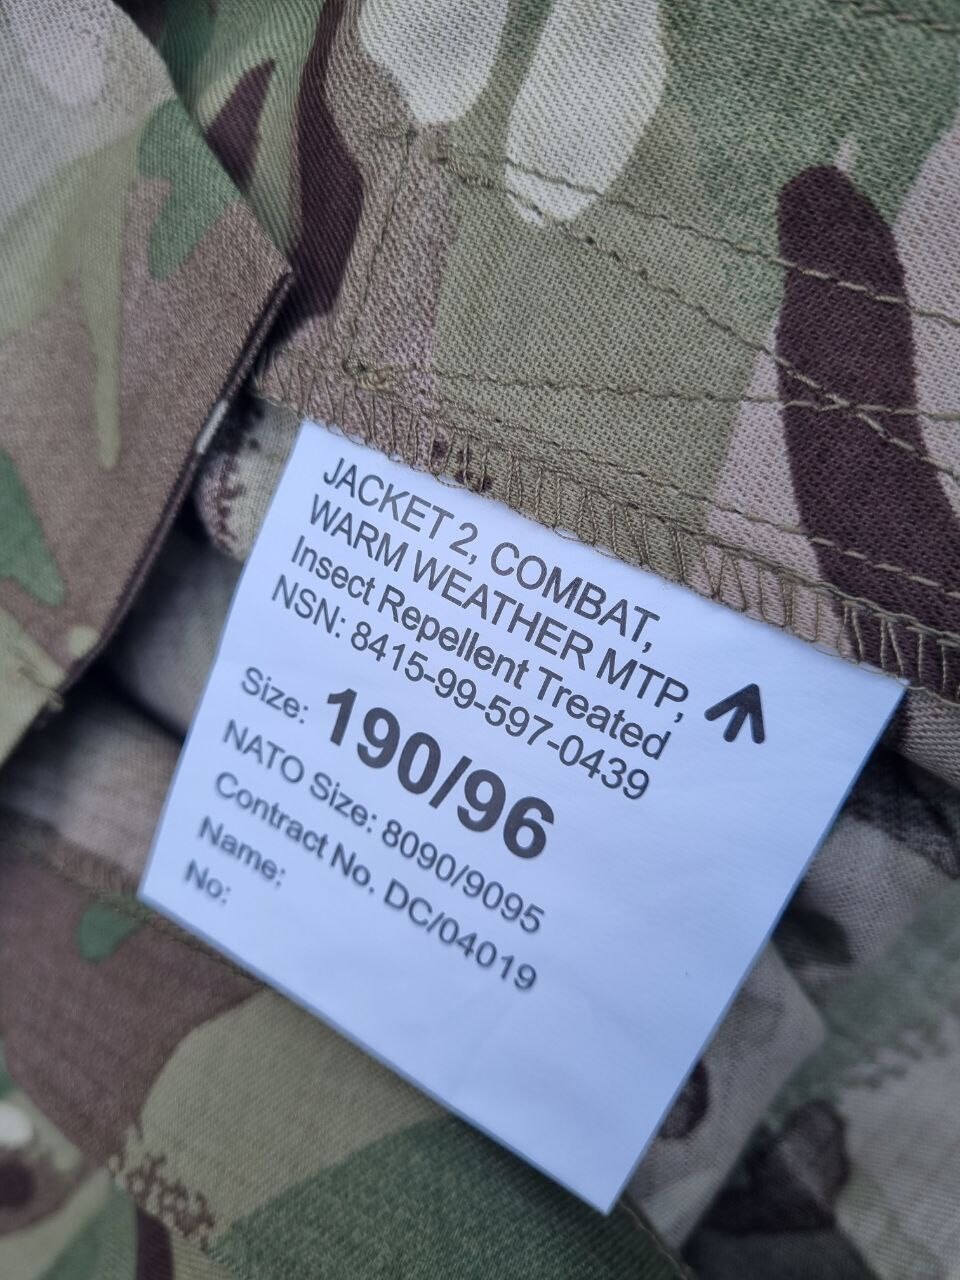 JACKET 2, COMBAT,
WARM WEATHER MTP,
Insect Repellent Treated
NSN: 8415-99-597-0439
Size: 190/96
NATO Size: 8090/9095
Contract No. DC/04019
Name:
No: